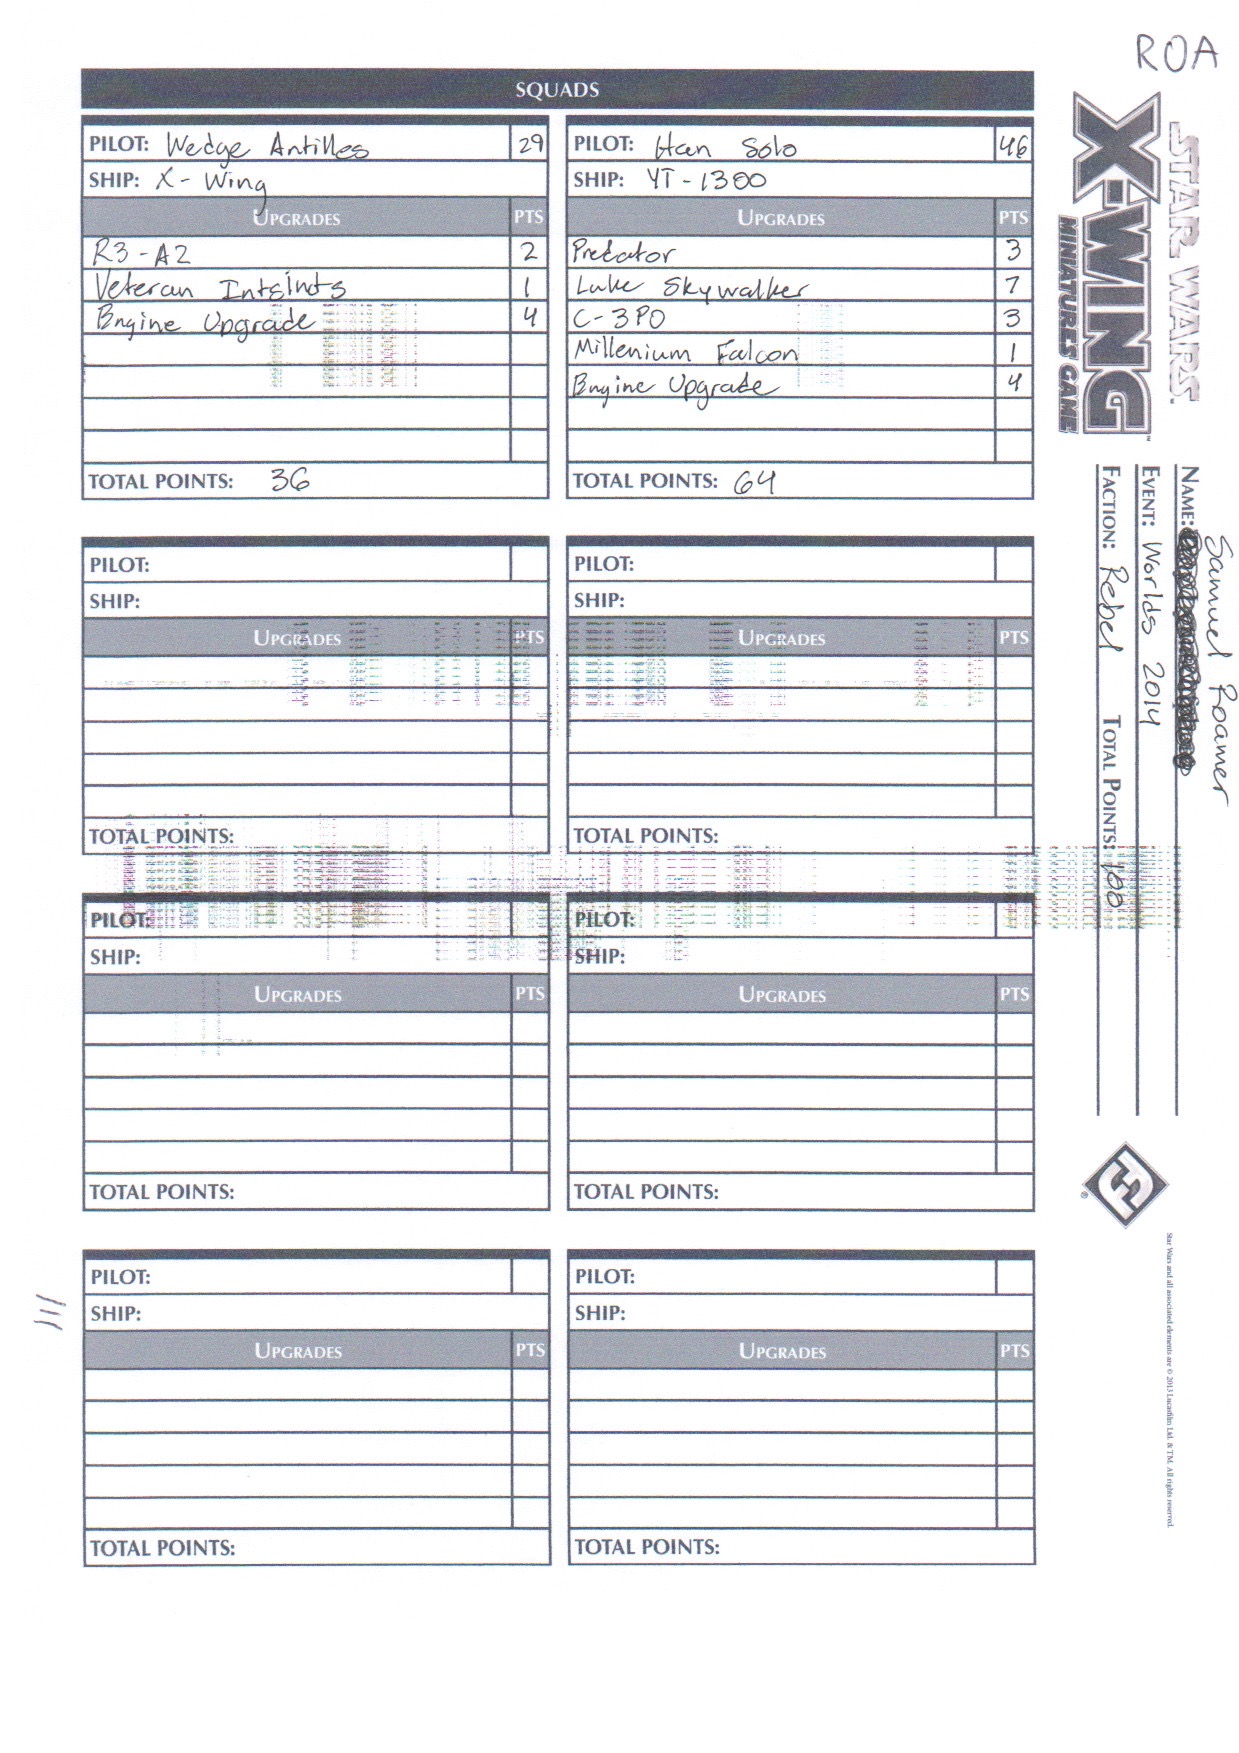 ROA
SQUADS
PILOT: Wedge Antilles 29
SHIP: X-Wing
UPGRADES PTS
R3-A2 2
Veteran 1
Engine Upgrade 4
TOTAL POINTS: 36
PILOT: Han Solo 46
SHIP: YT-1300
UPGRADES PTS
Predator 3
Luke Skywalker 7
C-3PO 3
Millenium Falcon 1
Engine Upgrade 4
TOTAL POINTS: 64
PILOT:
SHIP:
UPGRADES PTS
TOTAL POINTS:
PILOT:
SHIP:
UPGRADES PTS
TOTAL POINTS:
PILOT:
SHIP:
UPGRADES PTS
TOTAL POINTS:
PILOT:
SHIP:
UPGRADES PTS
TOTAL POINTS:
PILOT:
SHIP:
UPGRADES PTS
TOTAL POINTS:
PILOT:
SHIP:
UPGRADES PTS
TOTAL POINTS:
STAR WARS
X-WING
MINIATURES GAME
Samuel Roamer
NAME:
EVENT: Worlds 2014
FACTION: Rebel TOTAL POINTS: 100
Star Wars and all associated elements are © 2013 Lucasfilm Ltd. & TM. All rights reserved.
111